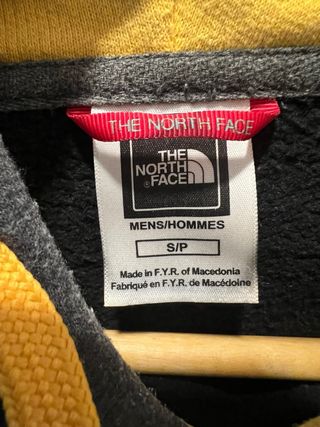 THE NORTH FACE
THE
NORTH
FACE
MENS/HOMMES
S/P
Made in F.Y.R. of Macedonia
Fabriqué en F.Y.R. de Macédoine